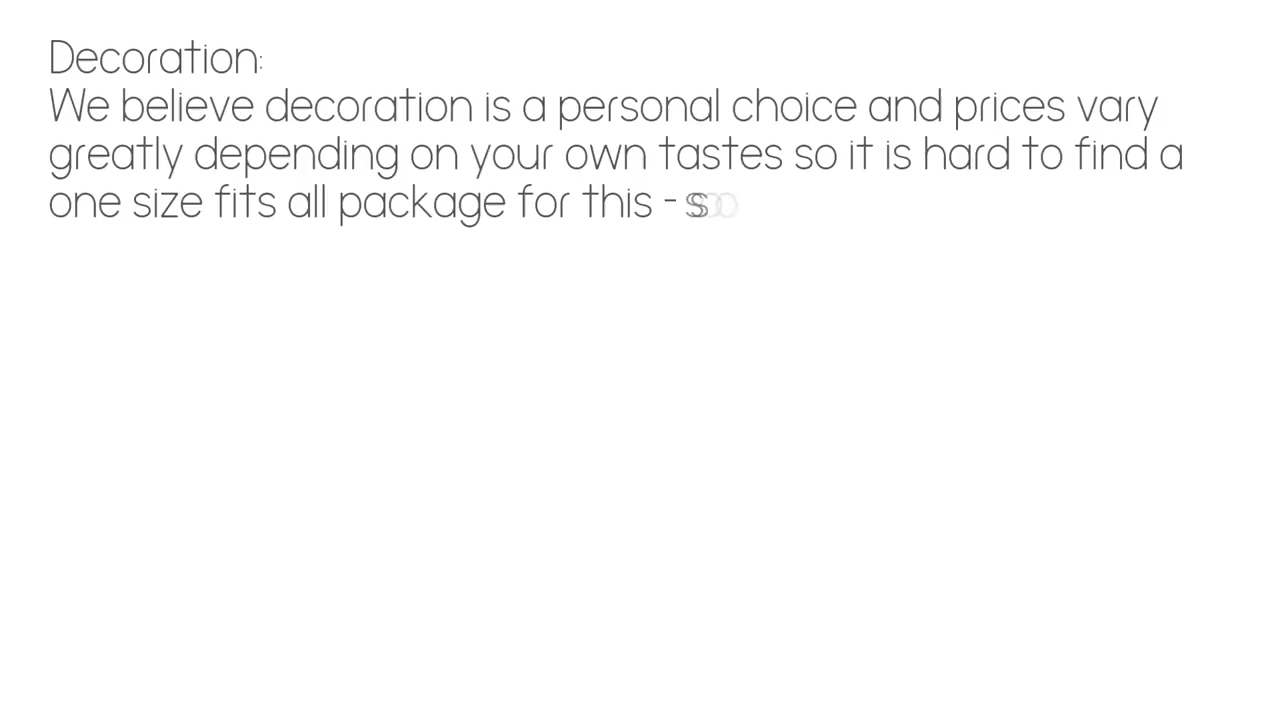 Decoration:
We believe decoration is a personal choice and prices vary
greatly depending on your own tastes so it is hard to find a
one size fits all package for this -